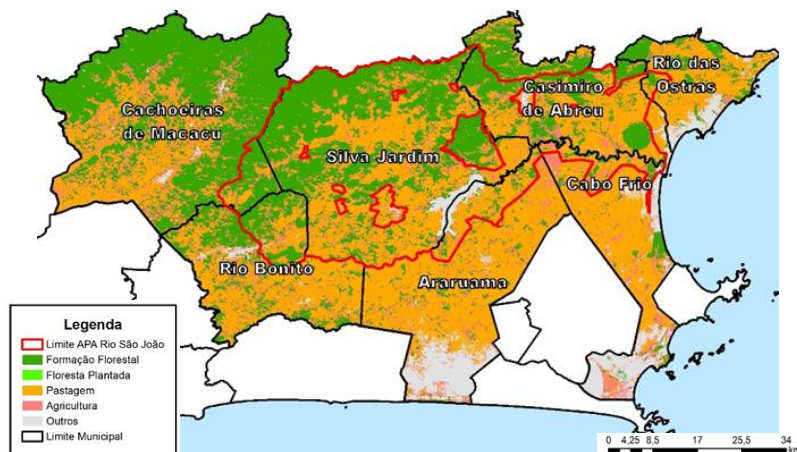 Rio das
Ostras
Casimiro
de Abreu
Cachoeiras
de Macacu
Silva Jardim
Cabo Frio
Rio Bonito
Araruama
Legenda
Limite APA Rio São João
Formação Florestal
Floresta Plantada
Pastagem
Agricultura
Outros
Limite Municipal
0 4,25 8,5 17 25,5 34
km